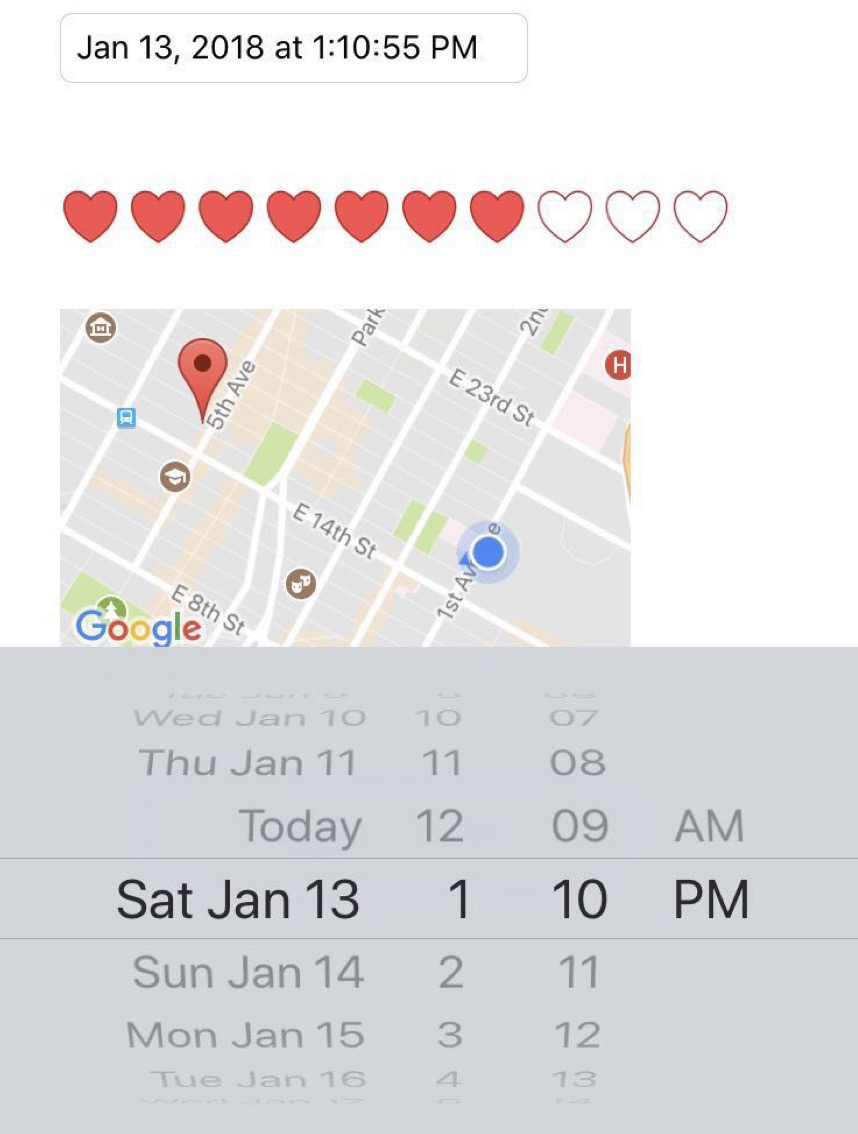 Jan 13, 2018 at 1:10:55 PM
Park
2n
H
5th Ave
E 23rd St
E 14th St
1st Av e
E 8th St
Google
Wed Jan 10 10 07
Thu Jan 11 11 08
Today 12 09 AM
Sat Jan 13 1 10 PM
Sun Jan 14 2 11
Mon Jan 15 3 12
Tue Jan 16 4 13